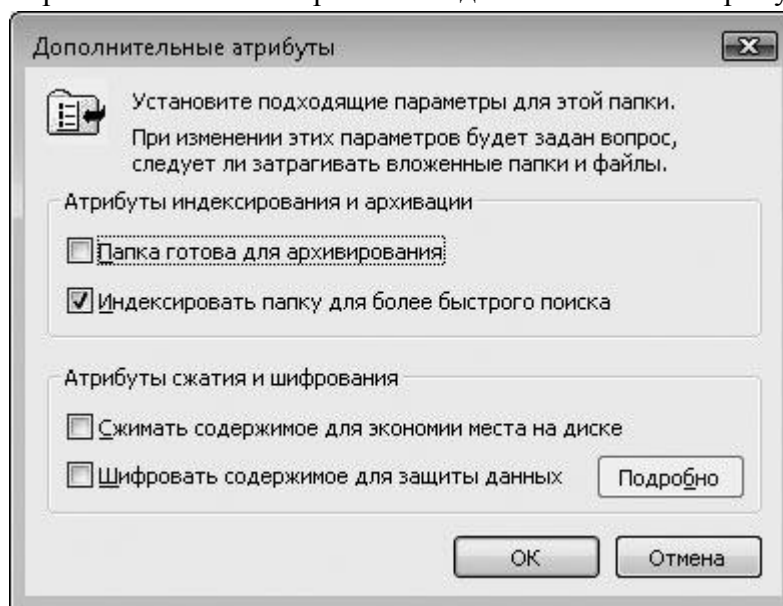 Дополнительные атрибуты
Установите подходящие параметры для этой папки.
При изменении этих параметров будет задан вопрос,
следует ли затрагивать вложенные папки и файлы.
Атрибуты индексирования и архивации
Папка готова для архивирования
Индексировать папку для более быстрого поиска
Атрибуты сжатия и шифрования
Сжимать содержимое для экономии места на диске
Шифровать содержимое для защиты данных
Подробно
ОК
Отмена